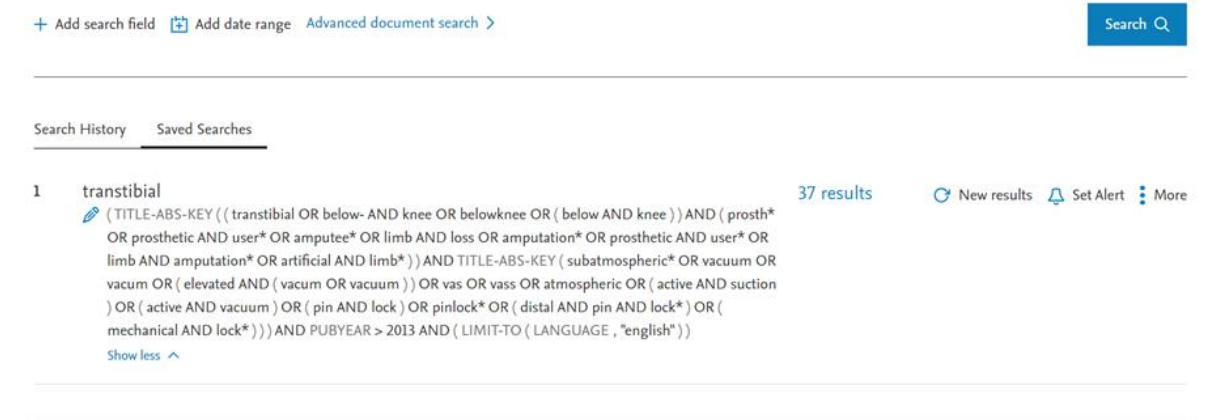 + Add search field Add date range Advanced document search >
Search
Search History Saved Searches
1 transtibial 37 results New results Set Alert More
( TITLE-ABS-KEY ( ( transtibial OR below- AND knee OR belowknee OR ( below AND knee ) ) AND ( prosth*
OR prosthetic AND user* OR amputee* OR limb AND loss OR amputation* OR prosthetic AND user* OR
limb AND amputation* OR artificial AND limb* ) ) AND TITLE-ABS-KEY ( subatmospheric* OR vacuum OR
vacum OR ( elevated AND ( vacum OR vacuum ) ) OR vas OR vass OR atmospheric OR ( active AND suction
) OR ( active AND vacuum ) OR ( pin AND lock ) OR pinlock* OR ( distal AND pin AND lock* ) OR (
mechanical AND lock* ) ) ) AND PUBYEAR > 2013 AND ( LIMIT-TO ( LANGUAGE , "english" ) )
Show less